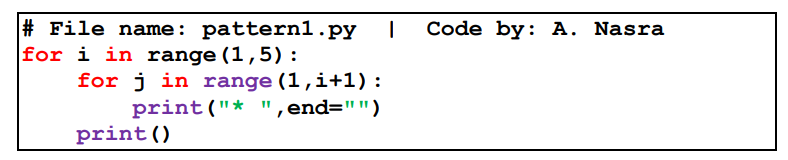 # File name: pattern1.py  |  Code by: A. Nasra
for i in range(1,5):
    for j in range(1,i+1):
        print("* ",end="")
    print()